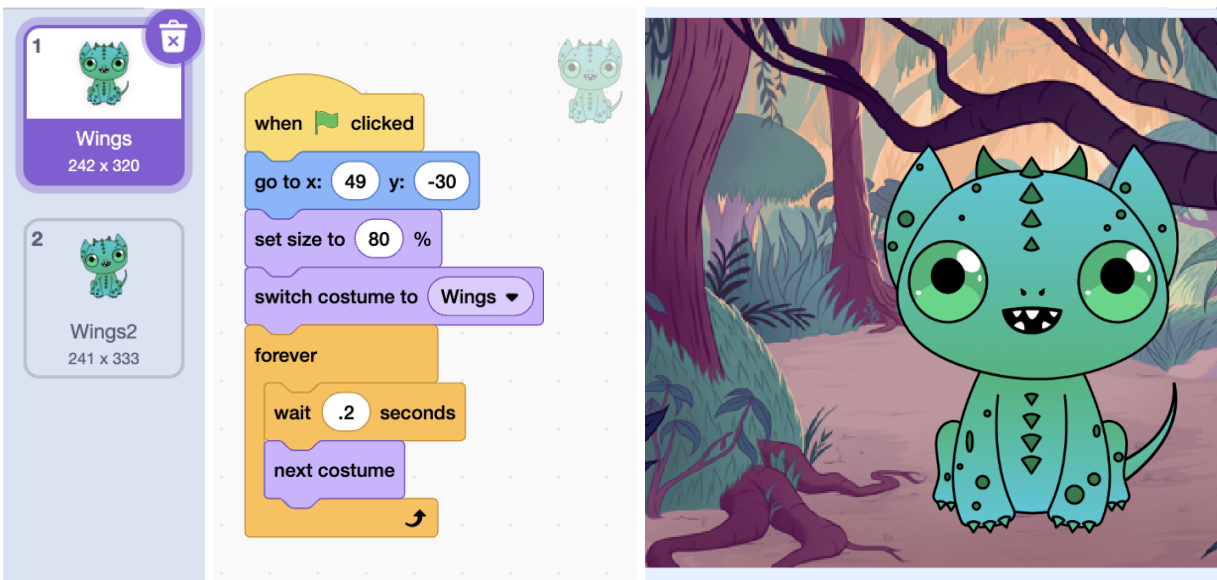 1
Wings
242 x 320
2
Wings2
241 x 333
when clicked
go to x: 49 y: -30
set size to 80 %
switch costume to Wings
forever
wait .2 seconds
next costume